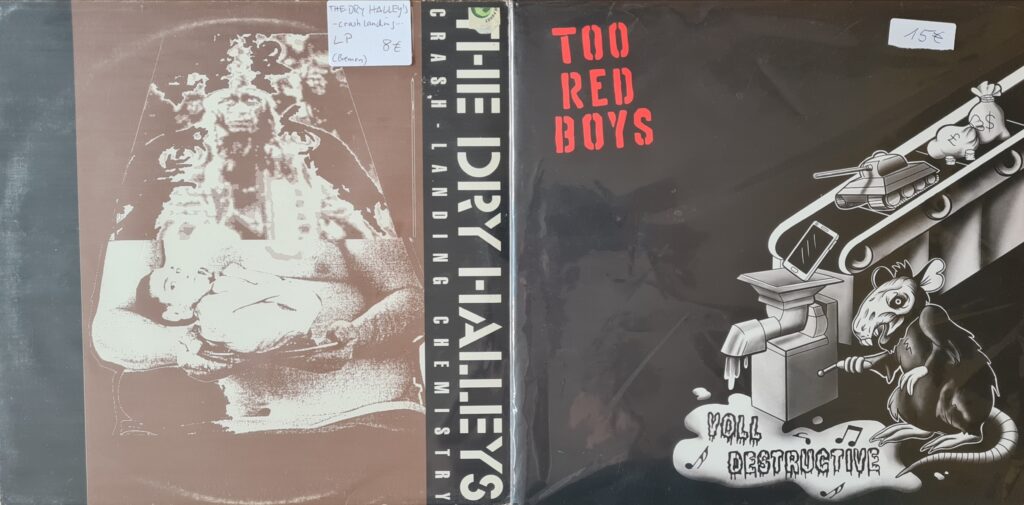 THE DRY HALLEY'S
-crash landing...
LP 8€
(Bremen)
THE DRY HALLEYS
CRASH-LANDING CHEMISTRY
TOO
RED
BOYS
15€
$
£
VOLL
DESTRUCTIVE